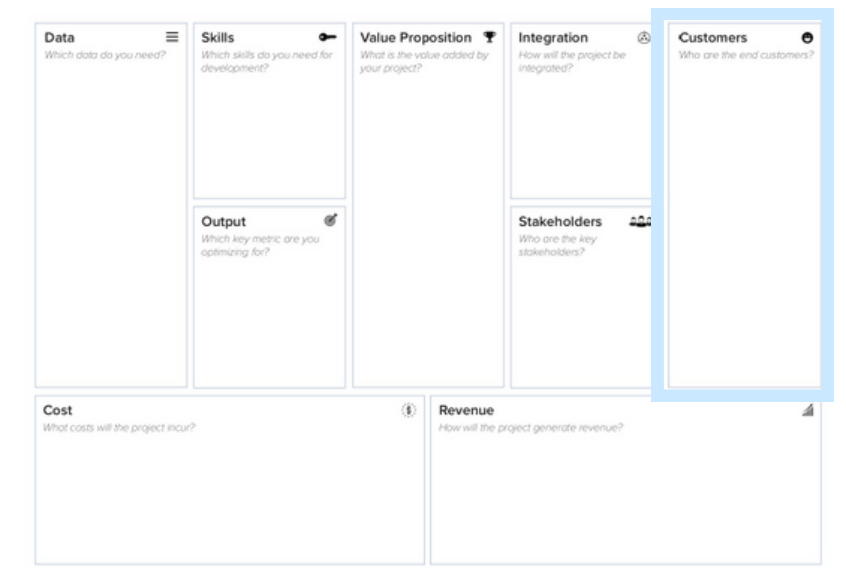 Data
Which data do you need?
Skills
Which skills do you need for
development?
Value Proposition
What is the value added by
your project?
Integration
How will the project be
integrated?
Customers
Who are the end customers?
Output
Which key metric are you
optimizing for?
Stakeholders
Who are the key
stakeholders?
Cost
What costs will the project incur?
Revenue
How will the project generate revenue?